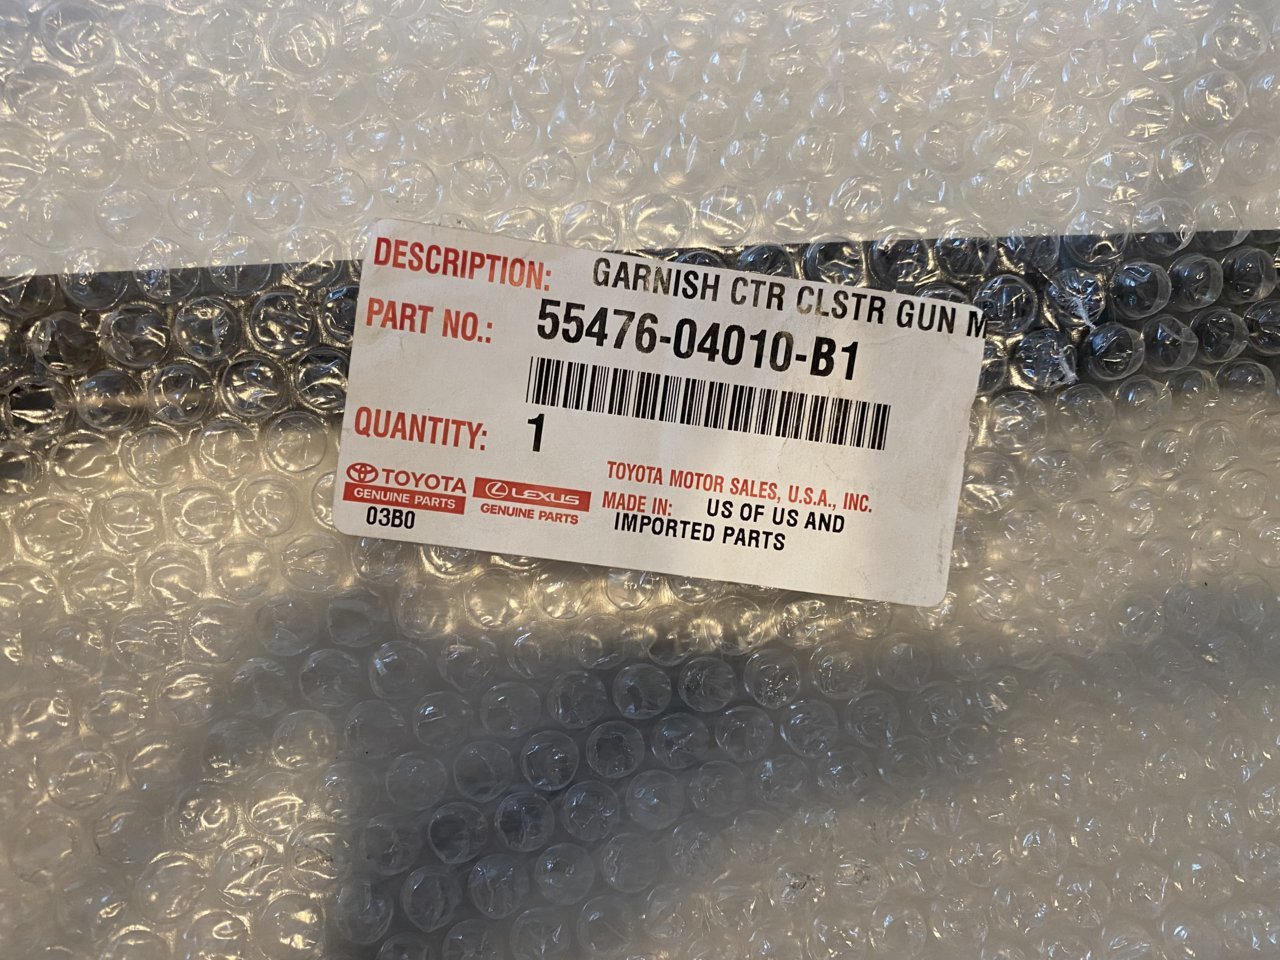 DESCRIPTION: GARNISH CTR CLSTR GUN M
PART NO.: 55476-04010-B1
QUANTITY: 1
TOYOTA
GENUINE PARTS
LEXUS
GENUINE PARTS
03B0
TOYOTA MOTOR SALES, U.S.A., INC.
MADE IN: US OF US AND
IMPORTED PARTS